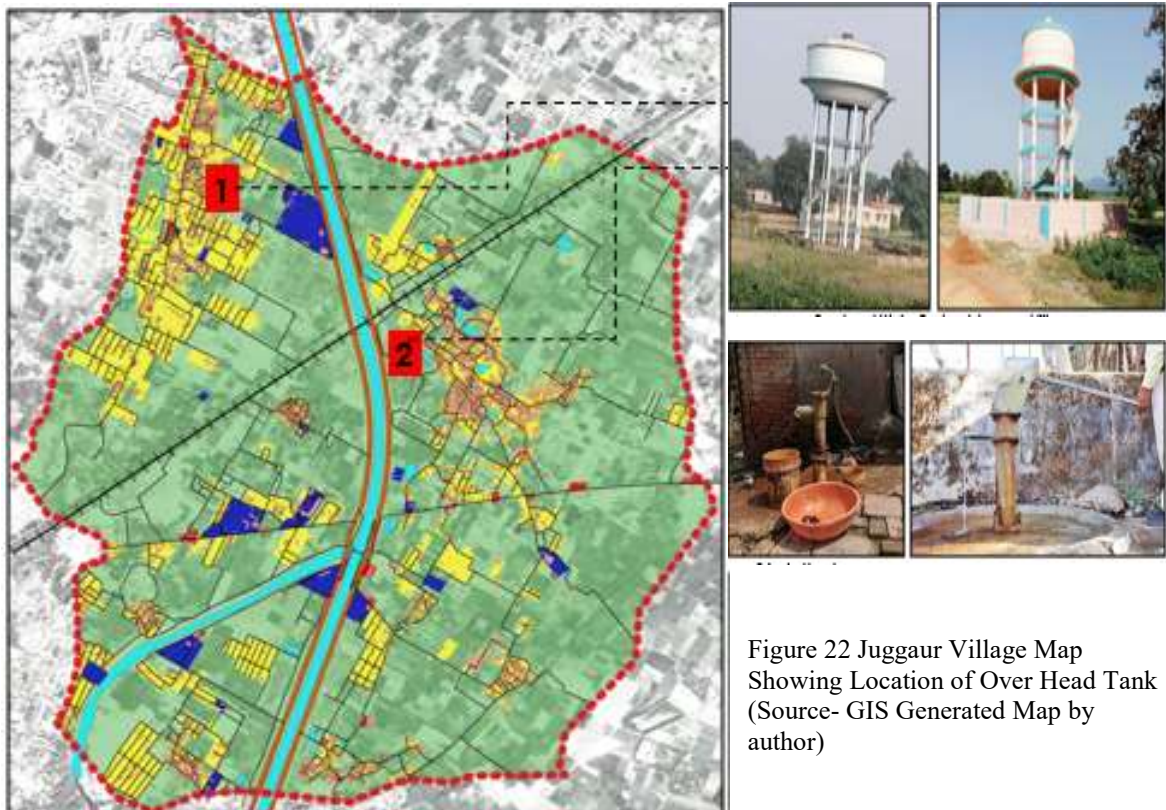 1
2
Figure 22 Juggaur Village Map
Showing Location of Over Head Tank
(Source- GIS Generated Map by
author)